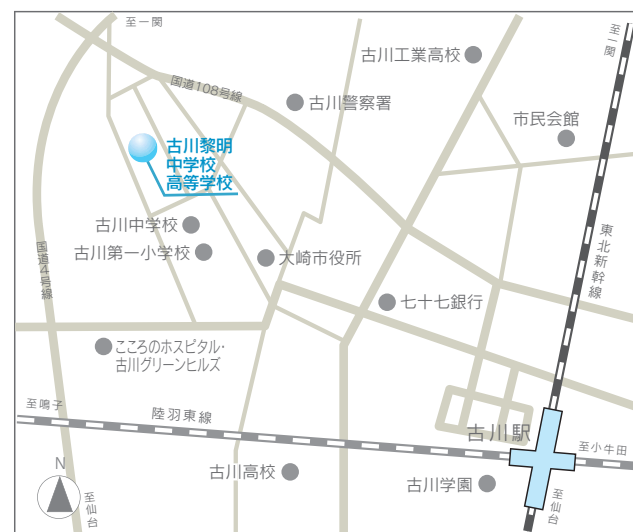 至一関
至一関
古川工業高校
国道108号線
古川警察署
市民会館
古川黎明
中学校
高等学校
古川中学校
古川第一小学校
大崎市役所
国道4号線
東北新幹線
七十七銀行
こころのホスピタル・
古川グリーンヒルズ
至鳴子
陸羽東線
古川駅
至小牛田
N
古川高校
古川学園
至仙台
至仙台